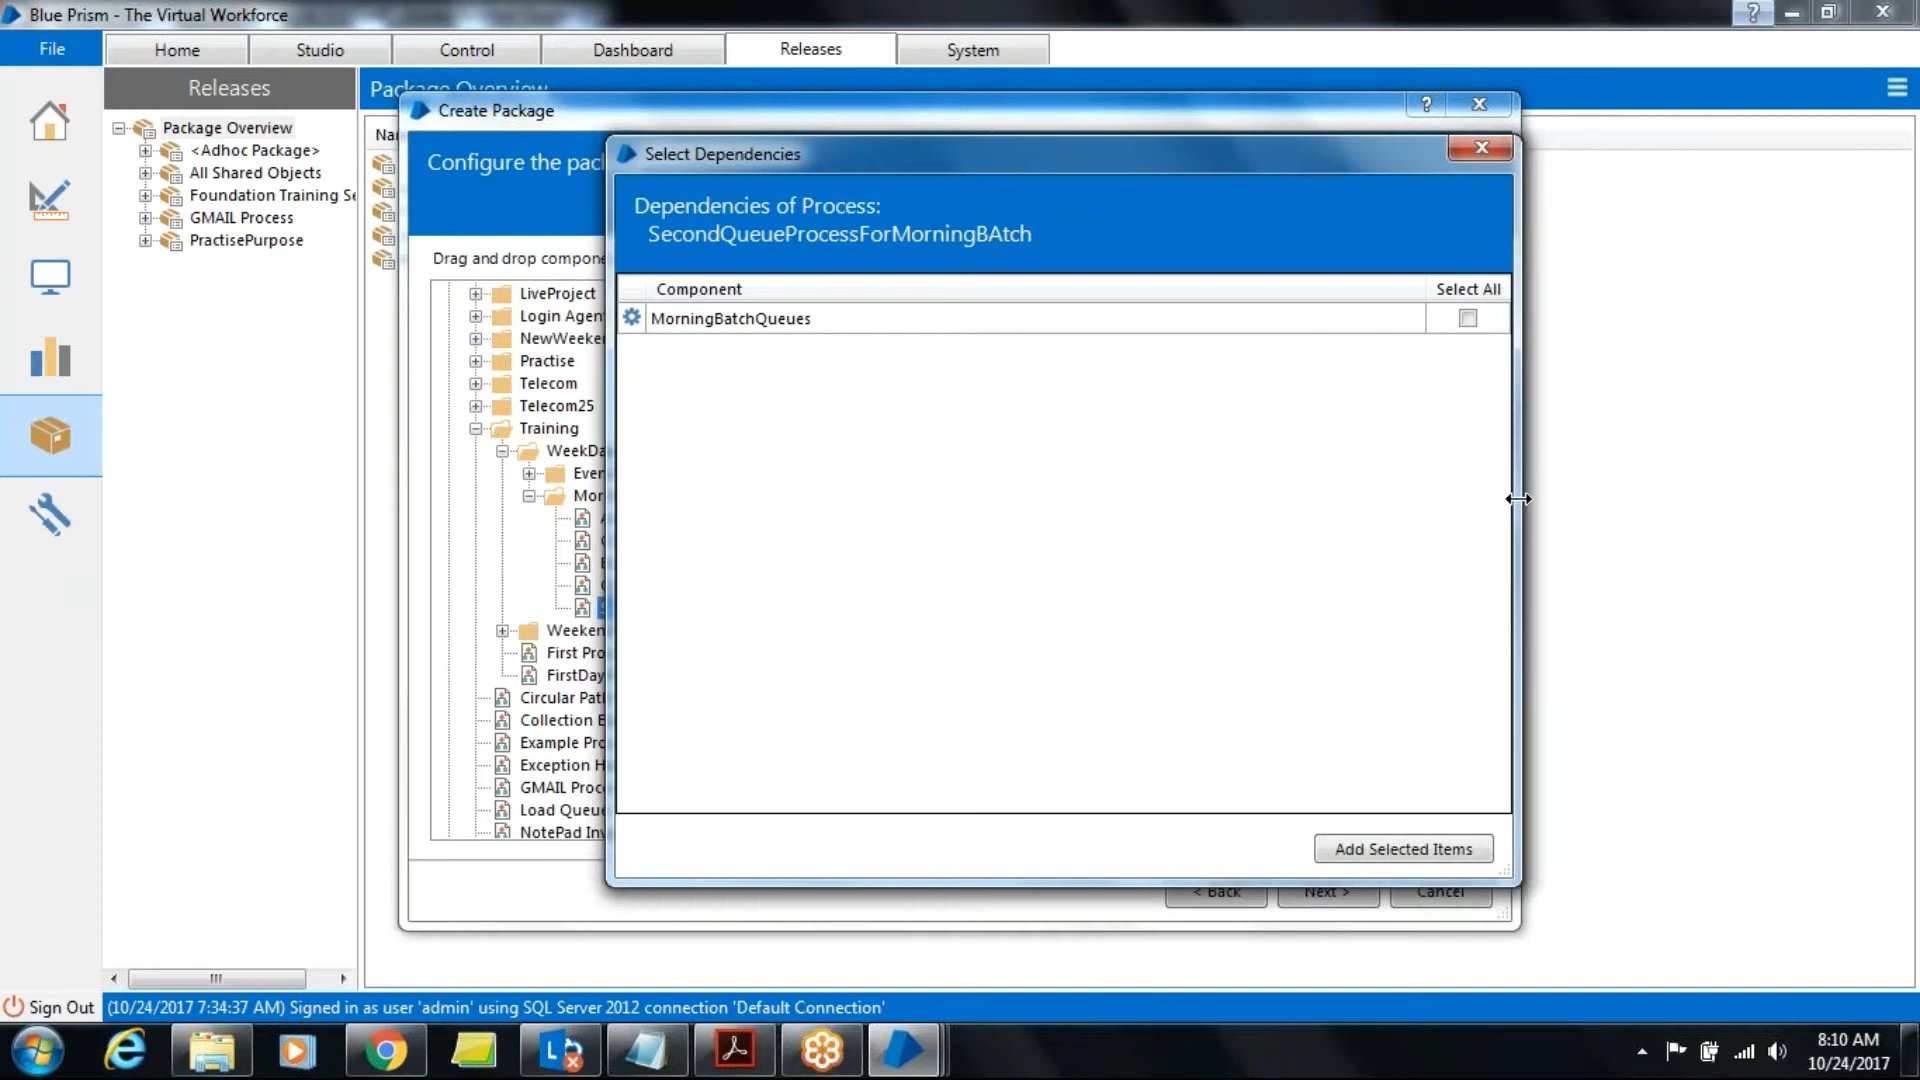 Blue Prism - The Virtual Workforce
File
Home
Studio
Control
Dashboard
Releases
System
Releases
Package Overview
<Adhoc Package>
All Shared Objects
Foundation Training Se
GMAIL Process
PractisePurpose
Package Overview
Create Package
Configure the pac
Drag and drop compone
LiveProject
Login Agen
NewWeeke
Practise
Telecom
Telecom25
Training
WeekDa
Ever
Mor
Weeken
First Pro
FirstDay
Circular Pat
Collection E
Example Pro
Exception H
GMAIL Proc
Load Queue
NotePad Inv
Select Dependencies
Dependencies of Process:
SecondQueueProcessForMorningBAtch
Component
Select All
MorningBatchQueues
Add Selected Items
< Back
Next >
Cancel
Sign Out
(10/24/2017 7:34:37 AM) Signed in as user 'admin' using SQL Server 2012 connection 'Default Connection'
8:10 AM
10/24/2017